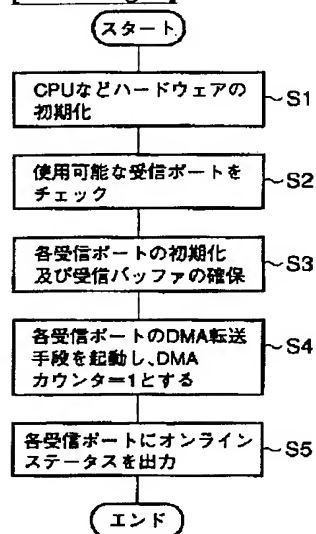 スタート
CPUなどハードウェアの
初期化
~S1
使用可能な受信ポートを
チェック
~S2
各受信ポートの初期化
及び受信バッファの確保
~S3
各受信ポートのDMA転送
手段を起動し、DMA
カウンター=1とする
~S4
各受信ポートにオンライン
ステータスを出力
~S5
エンド